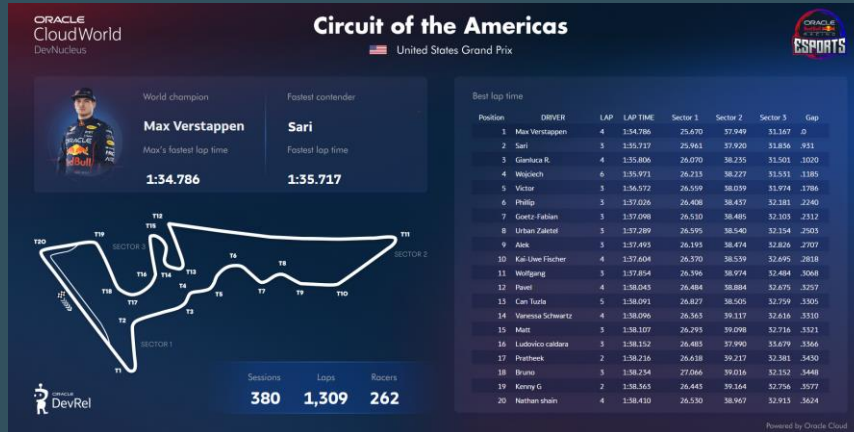 ORACLE
CloudWorld
DevNucleus
Circuit of the Americas
United States Grand Prix
ORACLE
Red Bull
RACING
ESPORTS
World champion
Max Verstappen
Max's fastest lap time
1:34.786
Fastest contender
Sari
Fastest lap time
1:35.717
ORACLE
Red Bull
Best lap time
Position DRIVER LAP LAP TIME Sector 1 Sector 2 Sector 3 Gap
1 Max Verstappen 4 1:34.786 25.670 37.949 31.167 .0
2 Sari 3 1:35.717 25.961 37.920 31.836 .931
3 Gianluca R. 4 1:35.806 26.070 38.235 31.501 .1020
4 Wojciech 6 1:35.971 26.213 38.227 31.531 .1185
5 Victor 3 1:36.572 26.559 38.039 31.974 .1786
6 Phillip 3 1:37.026 26.408 38.437 32.181 .2240
7 Goetz-Fabian 3 1:37.098 26.510 38.485 32.103 .2312
8 Urban Zaletel 3 1:37.289 26.595 38.540 32.154 .2503
9 Alek 3 1:37.493 26.193 38.474 32.826 .2707
10 Kai-Uwe Fischer 4 1:37.604 26.370 38.539 32.695 .2818
11 Wolfgang 3 1:37.854 26.396 38.974 32.484 .3068
12 Pavel 4 1:38.043 26.484 38.884 32.675 .3257
13 Can Tuzla 5 1:38.091 26.827 38.505 32.759 .3305
14 Vanessa Schwartz 4 1:38.096 26.363 39.117 32.616 .3310
15 Matt 3 1:38.107 26.293 39.098 32.716 .3321
16 Ludovico caldara 3 1:38.152 26.483 37.990 33.679 .3366
17 Pratheek 2 1:38.216 26.618 39.217 32.381 .3430
18 Bruno 3 1:38.234 27.066 39.016 32.152 .3448
19 Kenny G 2 1:38.363 26.443 39.164 32.756 .3577
20 Nathan shain 4 1:38.410 26.530 38.967 32.913 .3624
T12
T15
T19
T20
SECTOR 3
T11
SECTOR 2
T6
T14
T13
T16
T8
T4
T18
T17
T5
T7
T9
T10
T3
T2
SECTOR 1
T1
Sessions
380
Laps
1,309
Racers
262
ORACLE
DevRel
Powered by Oracle Cloud